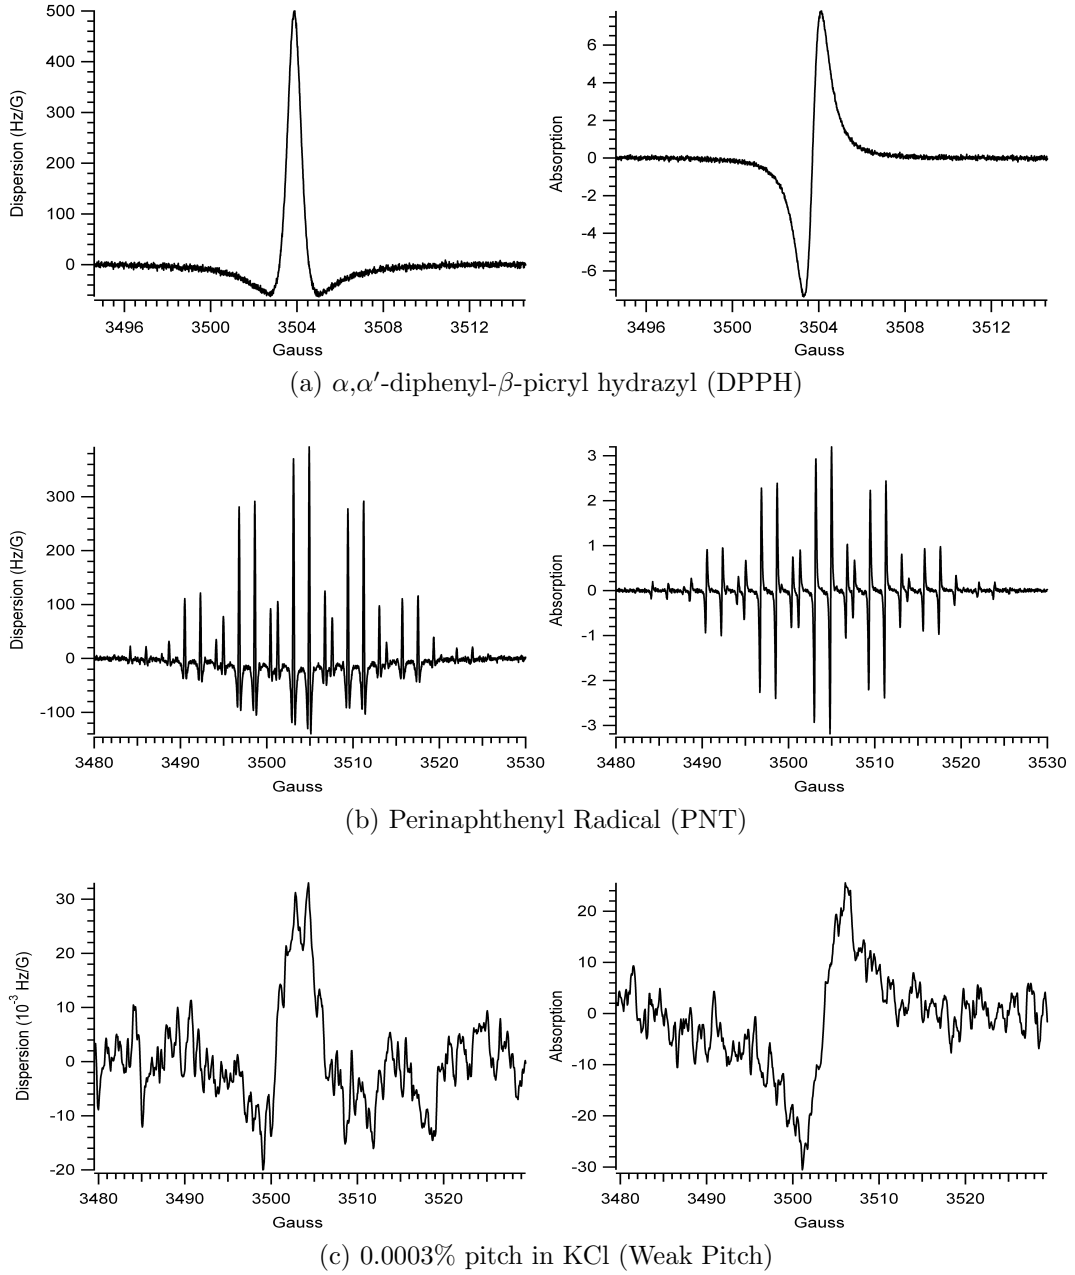 500
400
300
200
100
0
Dispersion (Hz/G)
3496 3500 3504 3508 3512
Gauss
6
4
2
0
-2
-4
-6
Absorption
3496 3500 3504 3508 3512
Gauss
(a) α,α′-diphenyl-β-picryl hydrazyl (DPPH)
300
200
100
0
-100
Dispersion (Hz/G)
3480 3490 3500 3510 3520 3530
Gauss
3
2
1
0
-1
-2
-3
Absorption
3480 3490 3500 3510 3520 3530
Gauss
(b) Perinaphthenyl Radical (PNT)
30
20
10
0
-10
-20
Dispersion (10⁻³ Hz/G)
3480 3490 3500 3510 3520
Gauss
20
10
0
-10
-20
-30
Absorption
3480 3490 3500 3510 3520
Gauss
(c) 0.0003% pitch in KCl (Weak Pitch)